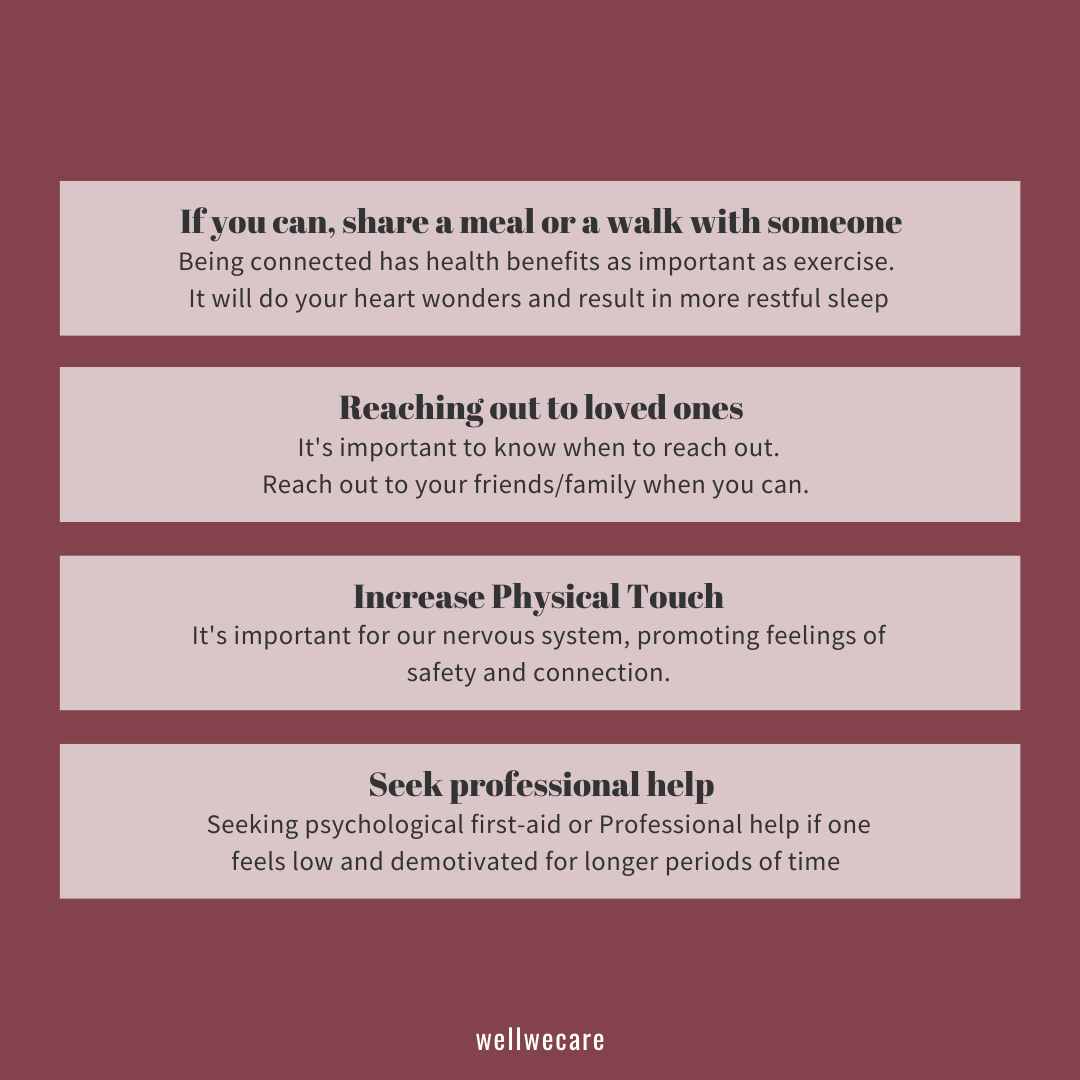 If you can, share a meal or a walk with someone
Being connected has health benefits as important as exercise.
It will do your heart wonders and result in more restful sleep
Reaching out to loved ones
It's important to know when to reach out.
Reach out to your friends/family when you can.
Increase Physical Touch
It's important for our nervous system, promoting feelings of
safety and connection.
Seek professional help
Seeking psychological first-aid or Professional help if one
feels low and demotivated for longer periods of time
wellwecare